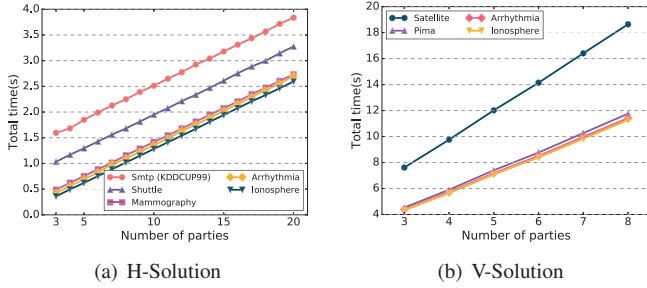 4.0
3.5
3.0
2.5
2.0
1.5
1.0
0.5
0.0
Total time(s)
Smtp (KDDCUP99)
Shuttle
Mammography
Arrhythmia
Ionosphere
3 5 10 15 20
Number of parties
(a) H-Solution
20
18
16
14
12
10
8
6
4
Total time(s)
Satellite
Pima
Arrhythmia
Ionosphere
3 4 5 6 7 8
Number of parties
(b) V-Solution